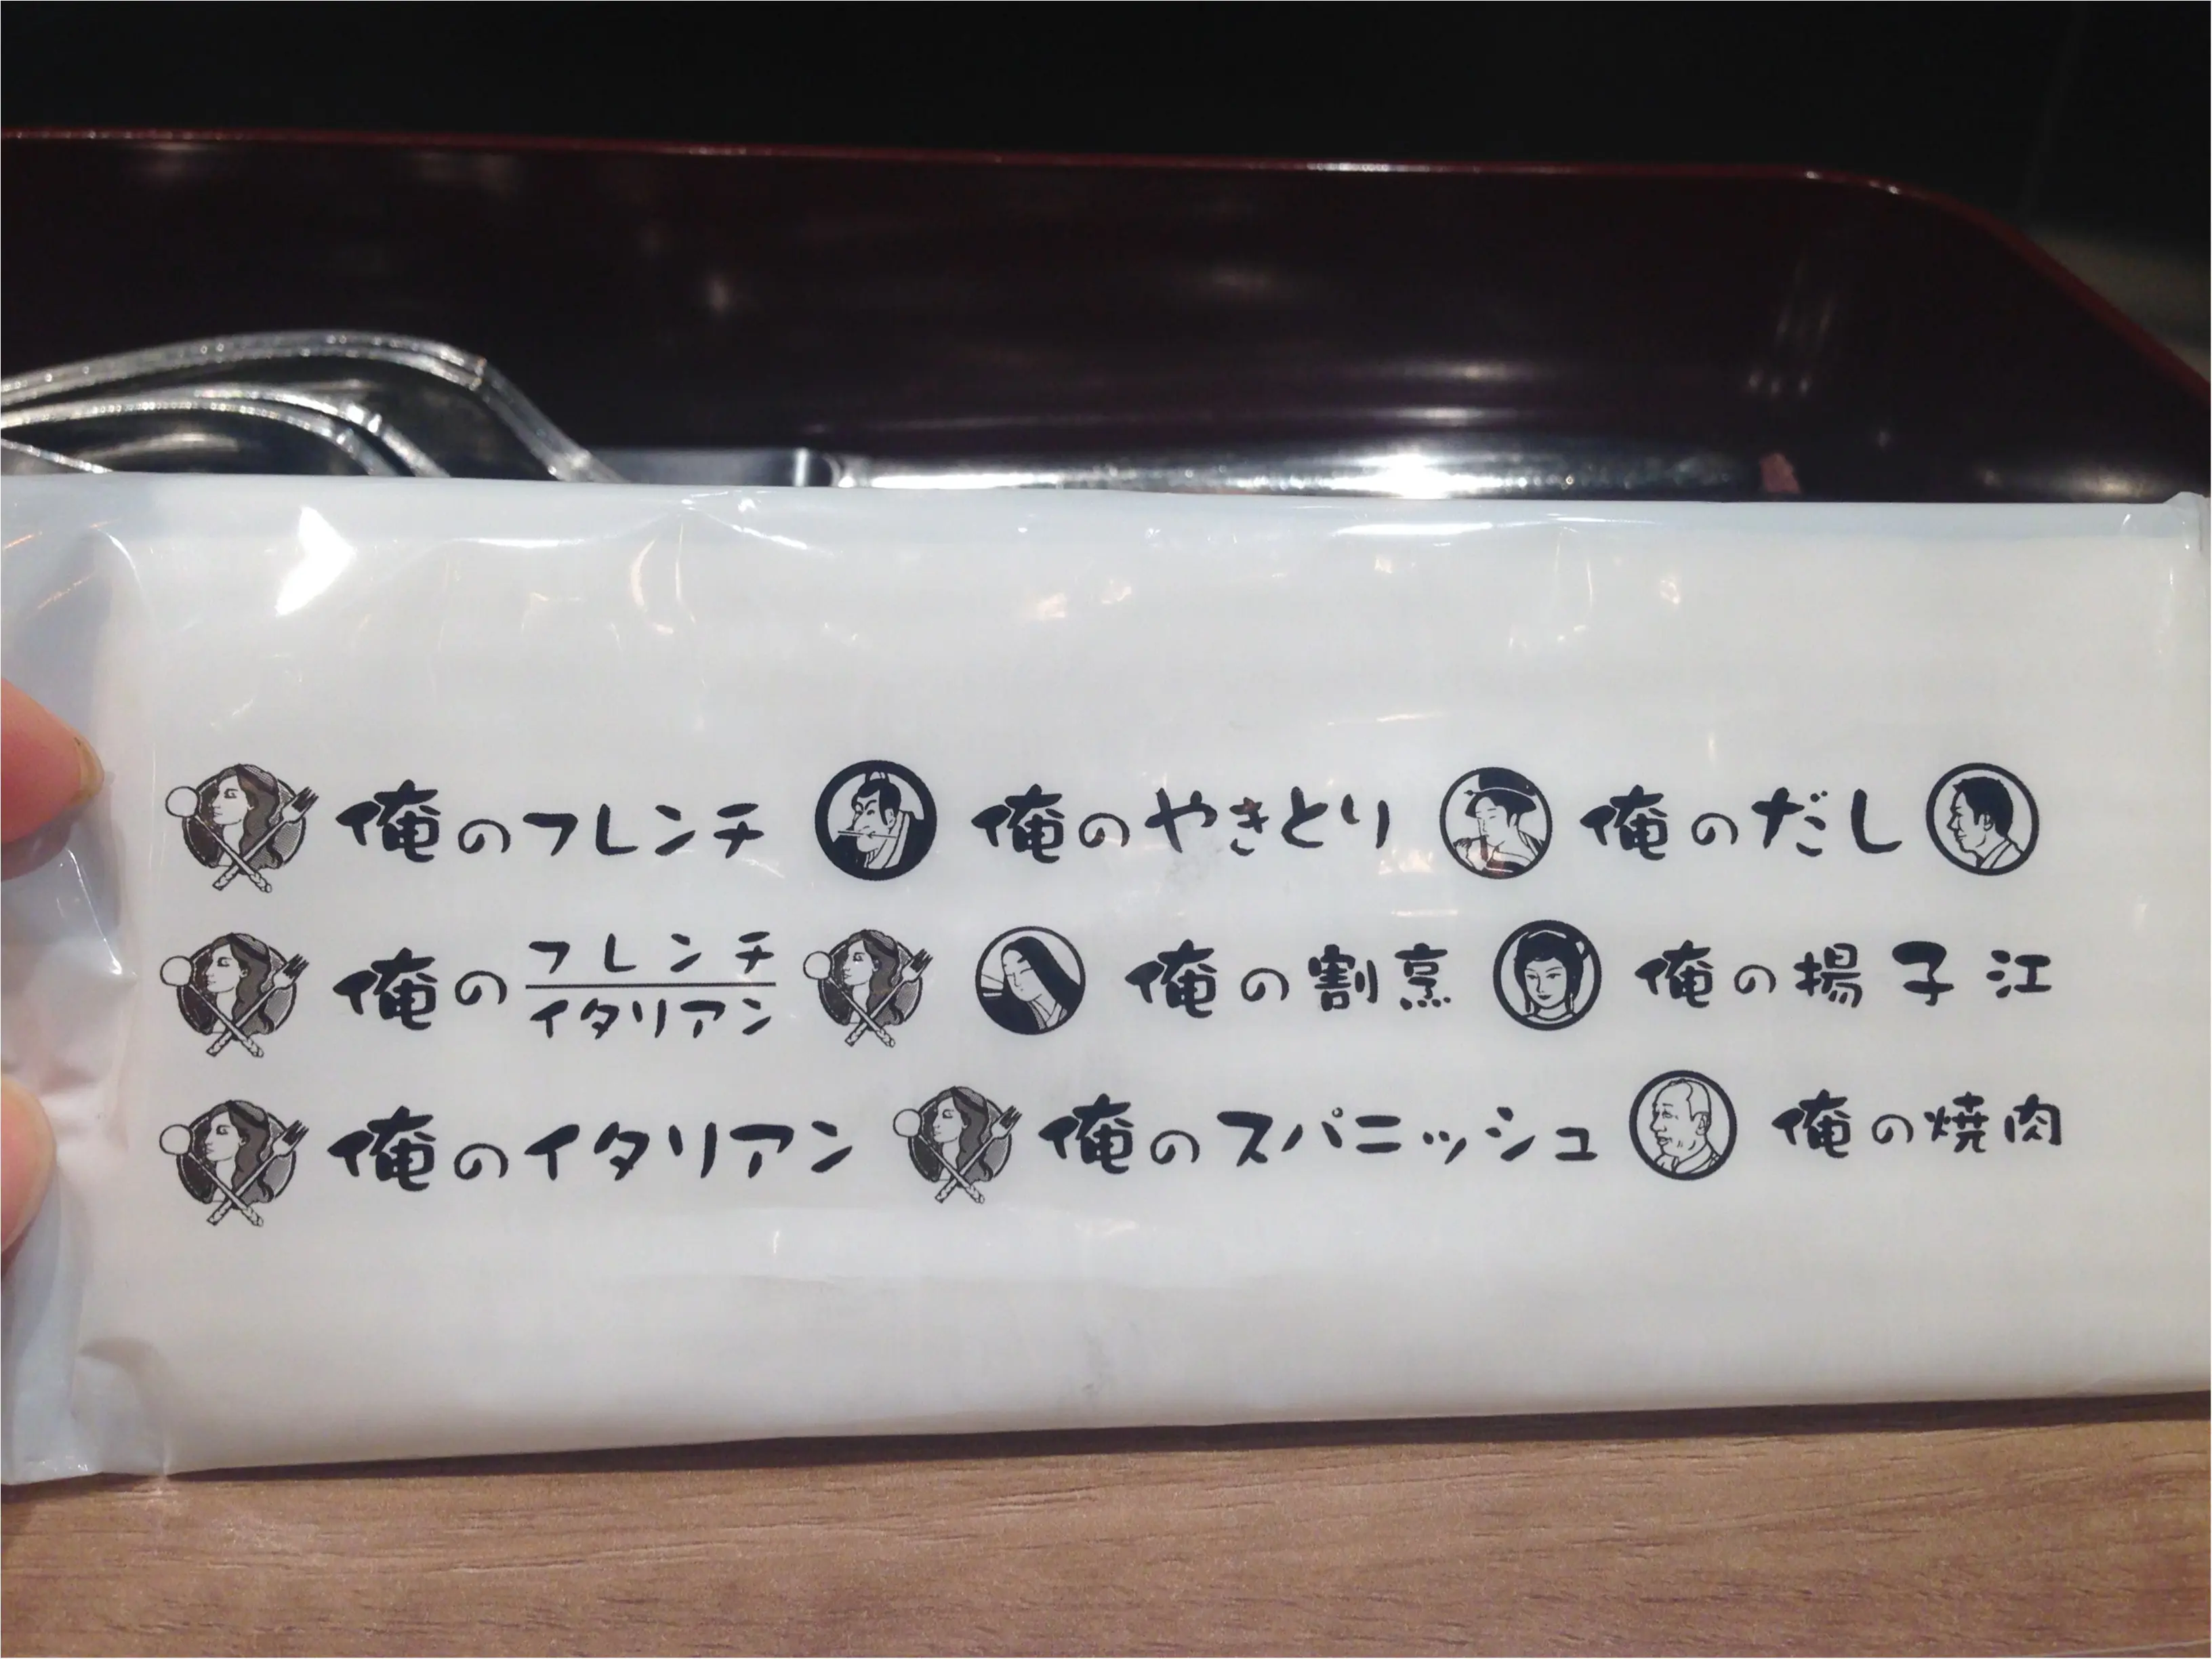 俺のフレンチ 俺のやきとり 俺のだし
俺の フレンチ 俺の割烹 俺の揚子江
イタリアン
俺のイタリアン 俺のスパニッシュ 俺の焼肉